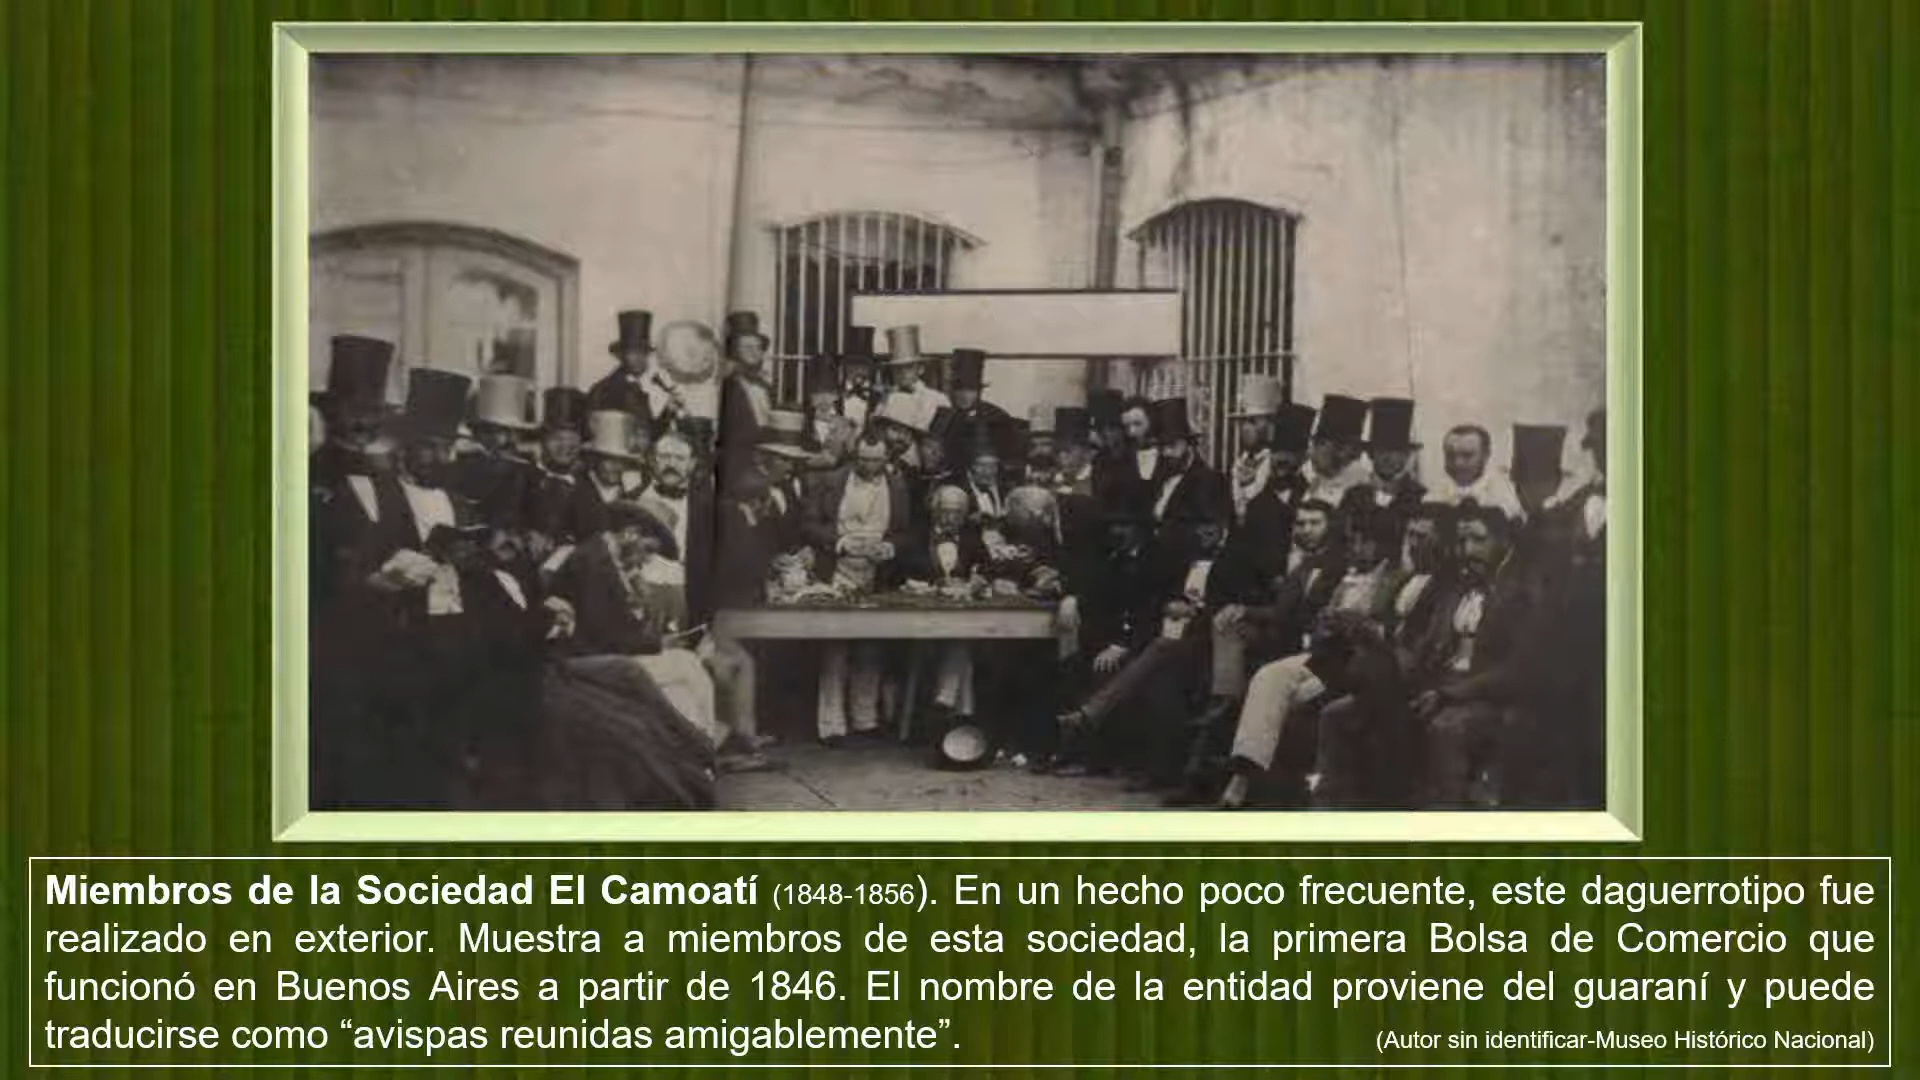 Miembros de la Sociedad El Camoatí (1848-1856). En un hecho poco frecuente, este daguerrotipo fue
realizado en exterior. Muestra a miembros de esta sociedad, la primera Bolsa de Comercio que
funcionó en Buenos Aires a partir de 1846. El nombre de la entidad proviene del guaraní y puede
traducirse como “avispas reunidas amigablemente”.
(Autor sin identificar-Museo Histórico Nacional)